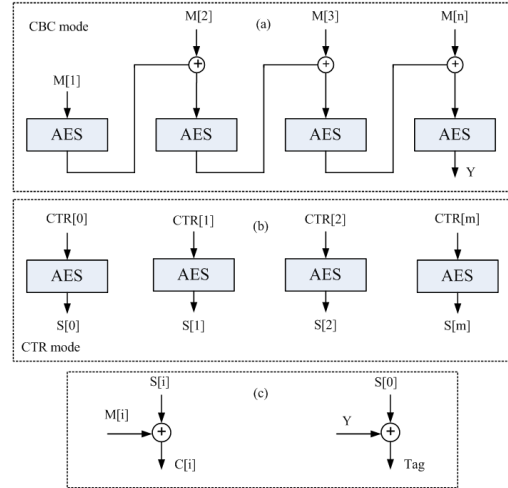 CBC mode
(a)
M[2]
M[3]
M[n]
+
+
+
M[1]
AES
AES
AES
AES
Y
(b)
CTR[0]
CTR[1]
CTR[2]
CTR[m]
AES
AES
AES
AES
S[0]
S[1]
S[2]
S[m]
CTR mode
(c)
S[i]
S[0]
M[i]
+
Y
+
C[i]
Tag